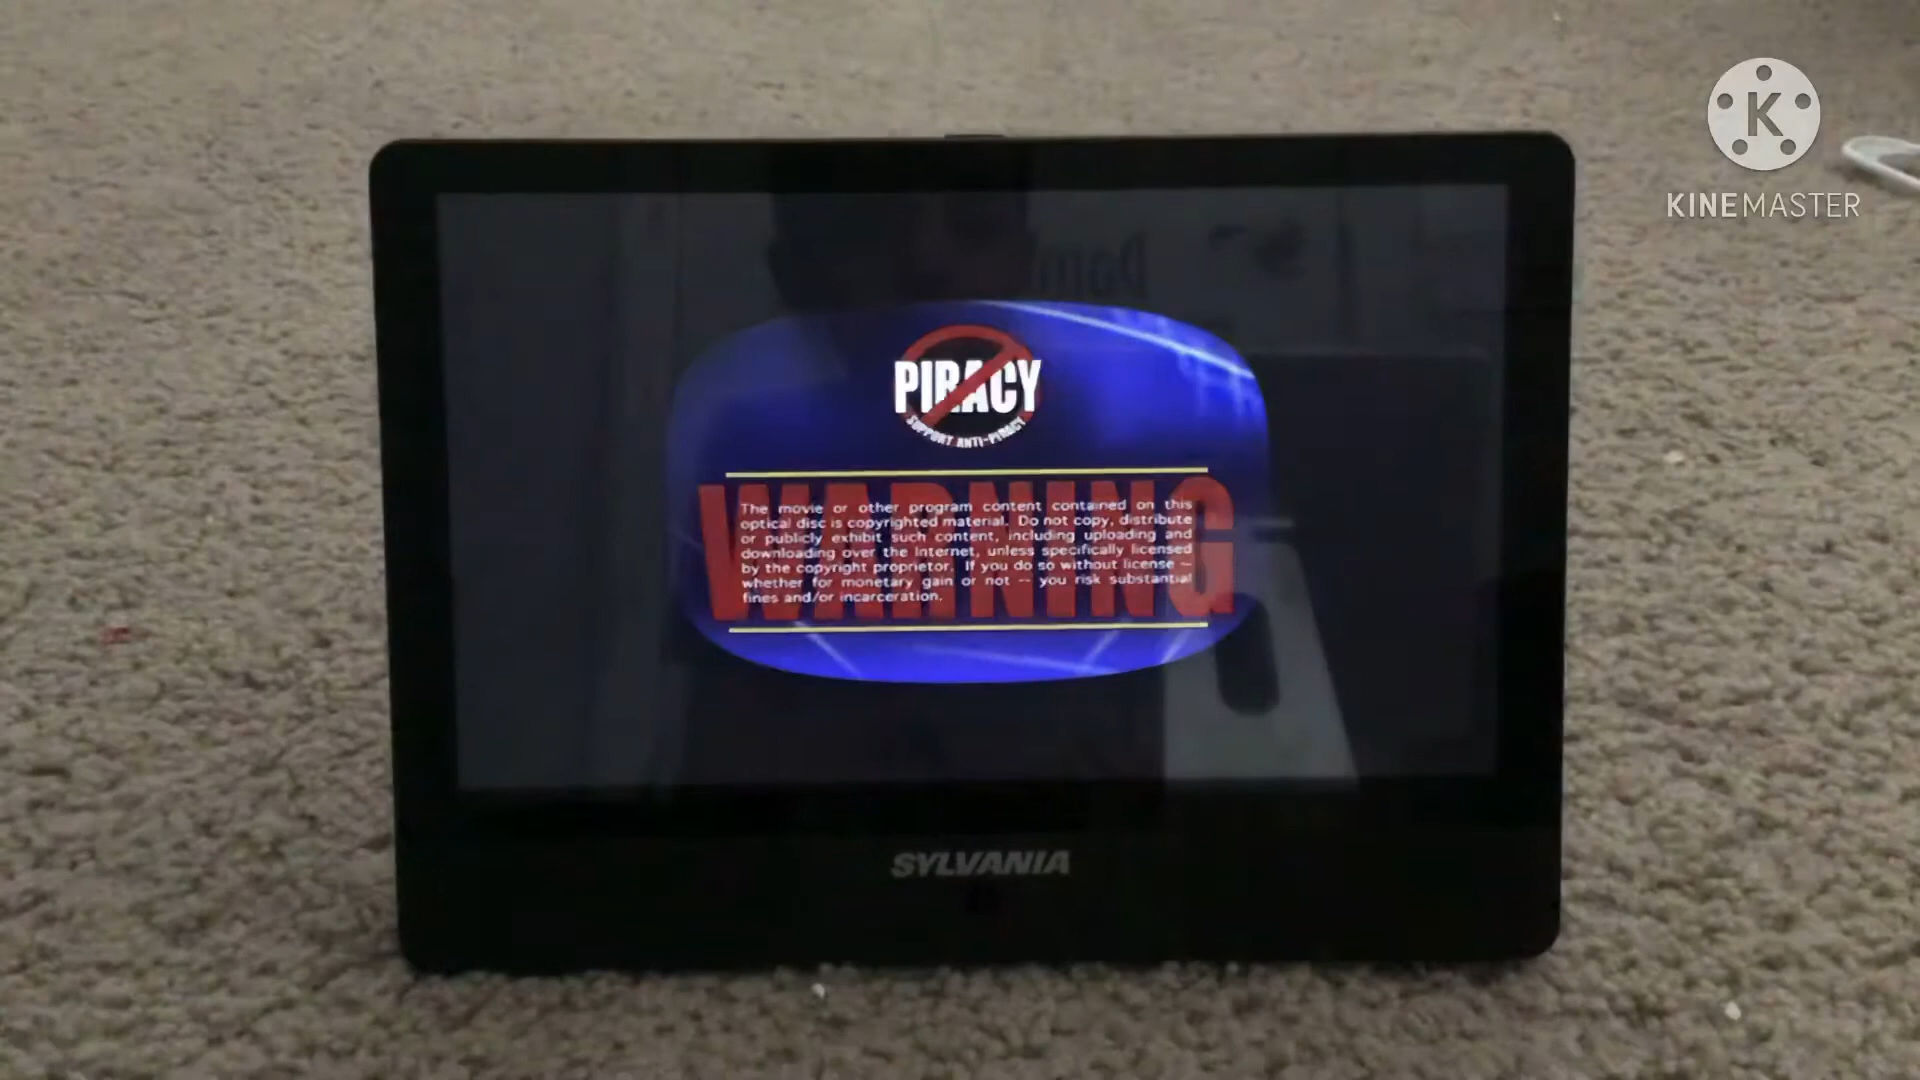 KINEMASTER
PIRACY
SUPPORT ANTI-PIRACY
WARNING
The movie or other program content contained on this
optical disc is copyrighted material. Do not copy, distribute
or publicly exhibit such content, including uploading and
downloading over the Internet, unless specifically licensed
by the copyright proprietor. If you do so without license --
whether for monetary gain or not -- you risk substantial
fines and/or incarceration.
SYLVANIA